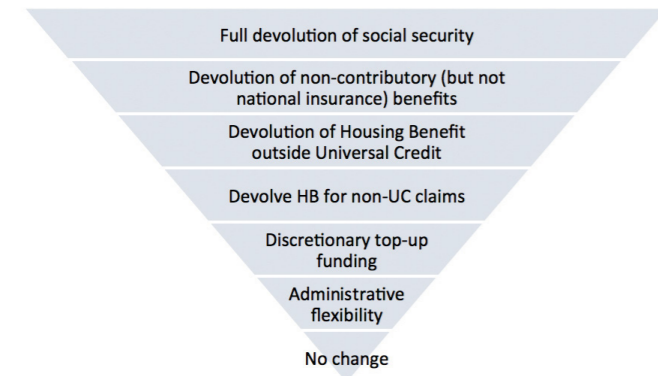 Full devolution of social security
Devolution of non-contributory (but not
national insurance) benefits
Devolution of Housing Benefit
outside Universal Credit
Devolve HB for non-UC claims
Discretionary top-up
funding
Administrative
flexibility
No change